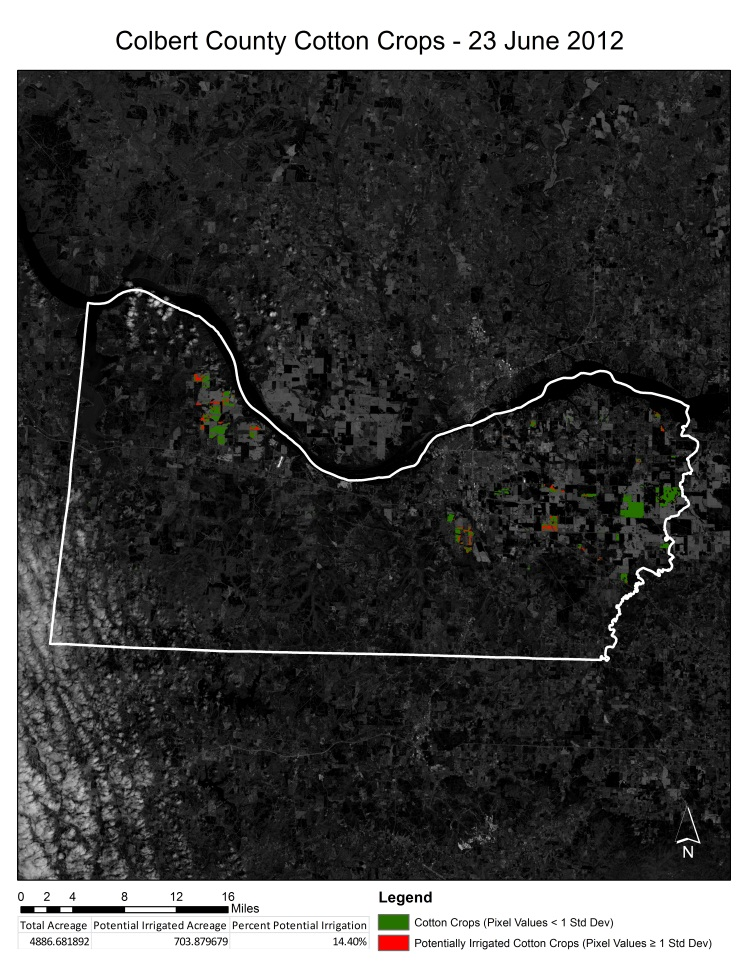 Colbert County Cotton Crops - 23 June 2012
N
0 2 4 8 12 16
Miles
Total Acreage Potential Irrigated Acreage Percent Potential Irrigation
4886.681892 703.879679 14.40%
Legend
Cotton Crops (Pixel Values < 1 Std Dev)
Potentially Irrigated Cotton Crops (Pixel Values ≥ 1 Std Dev)